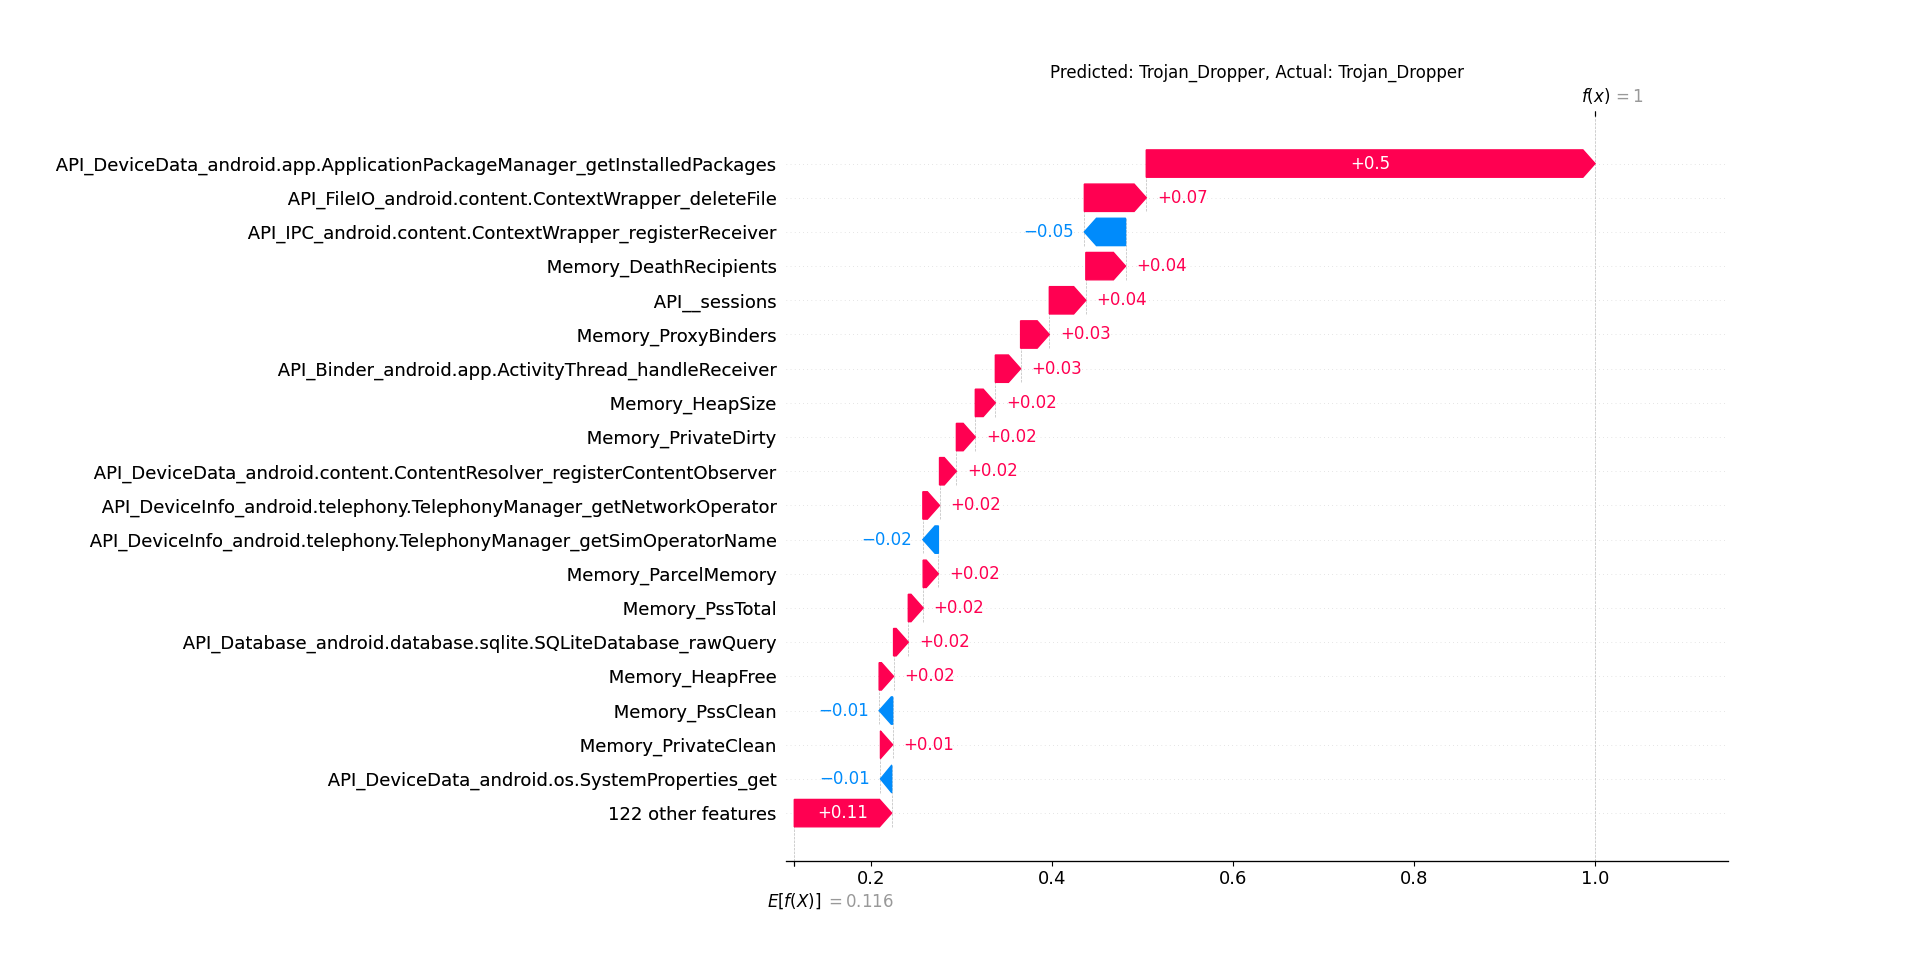 Predicted: Trojan_Dropper, Actual: Trojan_Dropper
f(x) = 1
API_DeviceData_android.app.ApplicationPackageManager_getInstalledPackages +0.5
API_FileIO_android.content.ContextWrapper_deleteFile +0.07
API_IPC_android.content.ContextWrapper_registerReceiver −0.05
Memory_DeathRecipients +0.04
API__sessions +0.04
Memory_ProxyBinders +0.03
API_Binder_android.app.ActivityThread_handleReceiver +0.03
Memory_HeapSize +0.02
Memory_PrivateDirty +0.02
API_DeviceData_android.content.ContentResolver_registerContentObserver +0.02
API_DeviceInfo_android.telephony.TelephonyManager_getNetworkOperator +0.02
API_DeviceInfo_android.telephony.TelephonyManager_getSimOperatorName −0.02
Memory_ParcelMemory +0.02
Memory_PssTotal +0.02
API_Database_android.database.sqlite.SQLiteDatabase_rawQuery +0.02
Memory_HeapFree +0.02
Memory_PssClean −0.01
Memory_PrivateClean +0.01
API_DeviceData_android.os.SystemProperties_get −0.01
122 other features +0.11
0.2 0.4 0.6 0.8 1.0
E[f(X)] = 0.116